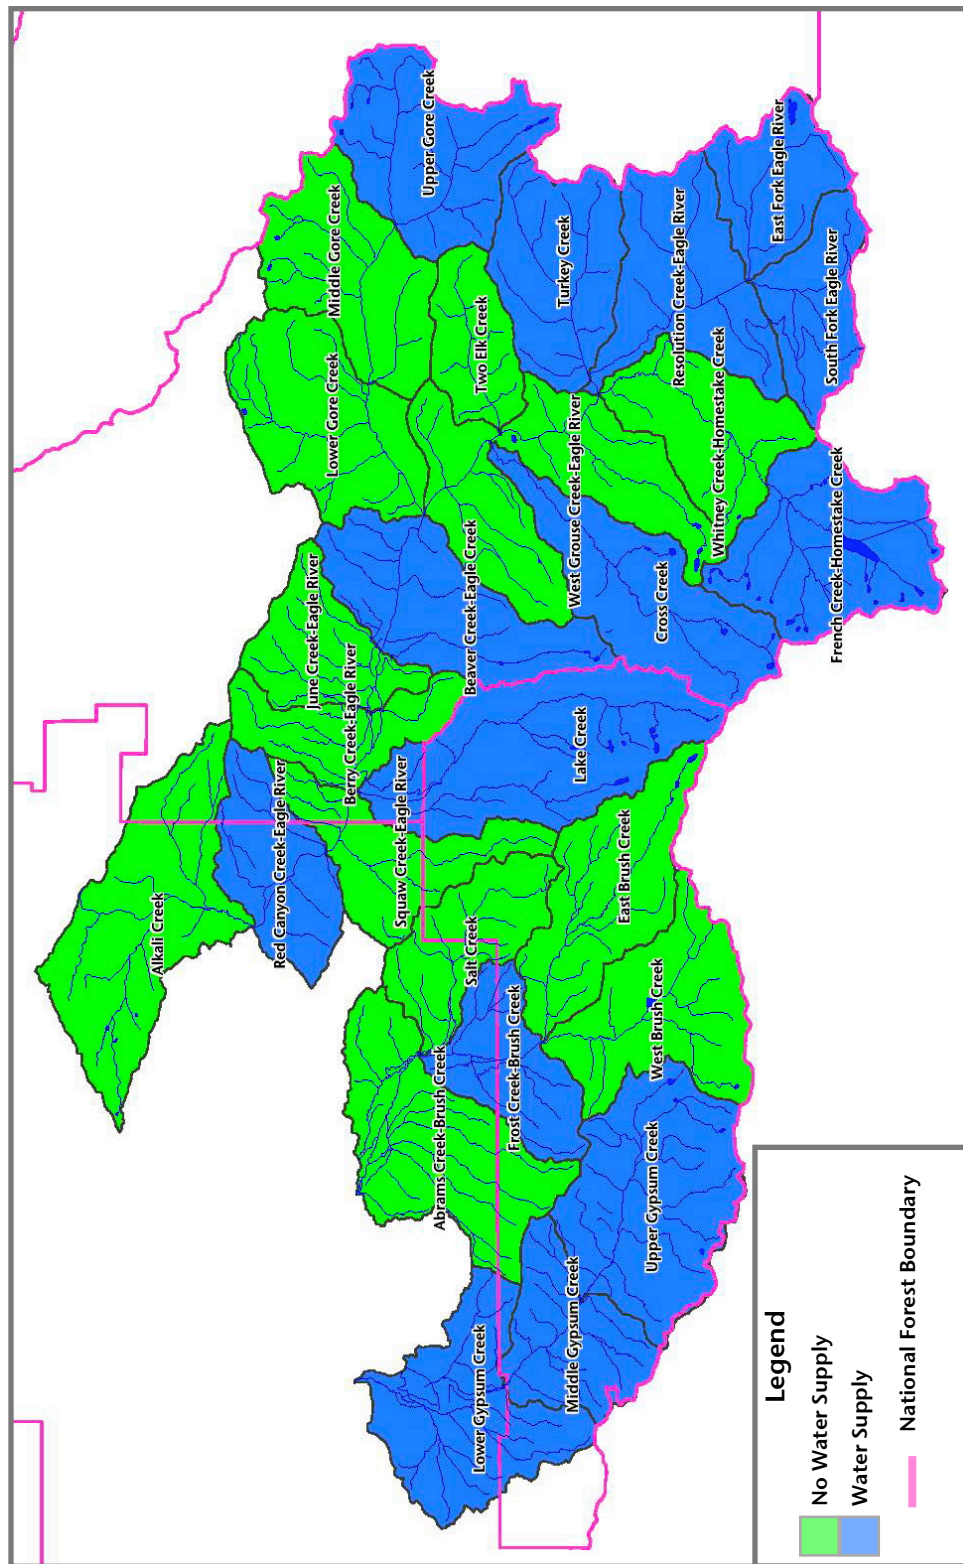 Upper Gore Creek
Middle Gore Creek
Lower Gore Creek
Two Elk Creek
Turkey Creek
Resolution Creek-Eagle River
East Fork Eagle River
South Fork Eagle River
Whitney Creek-Homestake Creek
West Grouse Creek-Eagle River
French Creek-Homestake Creek
Cross Creek
Beaver Creek-Eagle Creek
June Creek-Eagle River
Berry Creek-Eagle River
Lake Creek
Squaw Creek-Eagle River
Red Canyon Creek-Eagle River
Alkali Creek
East Brush Creek
Salt Creek
West Brush Creek
Frost Creek-Brush Creek
Abrams Creek-Brush Creek
Upper Gypsum Creek
Middle Gypsum Creek
Lower Gypsum Creek
Legend
No Water Supply
Water Supply
National Forest Boundary